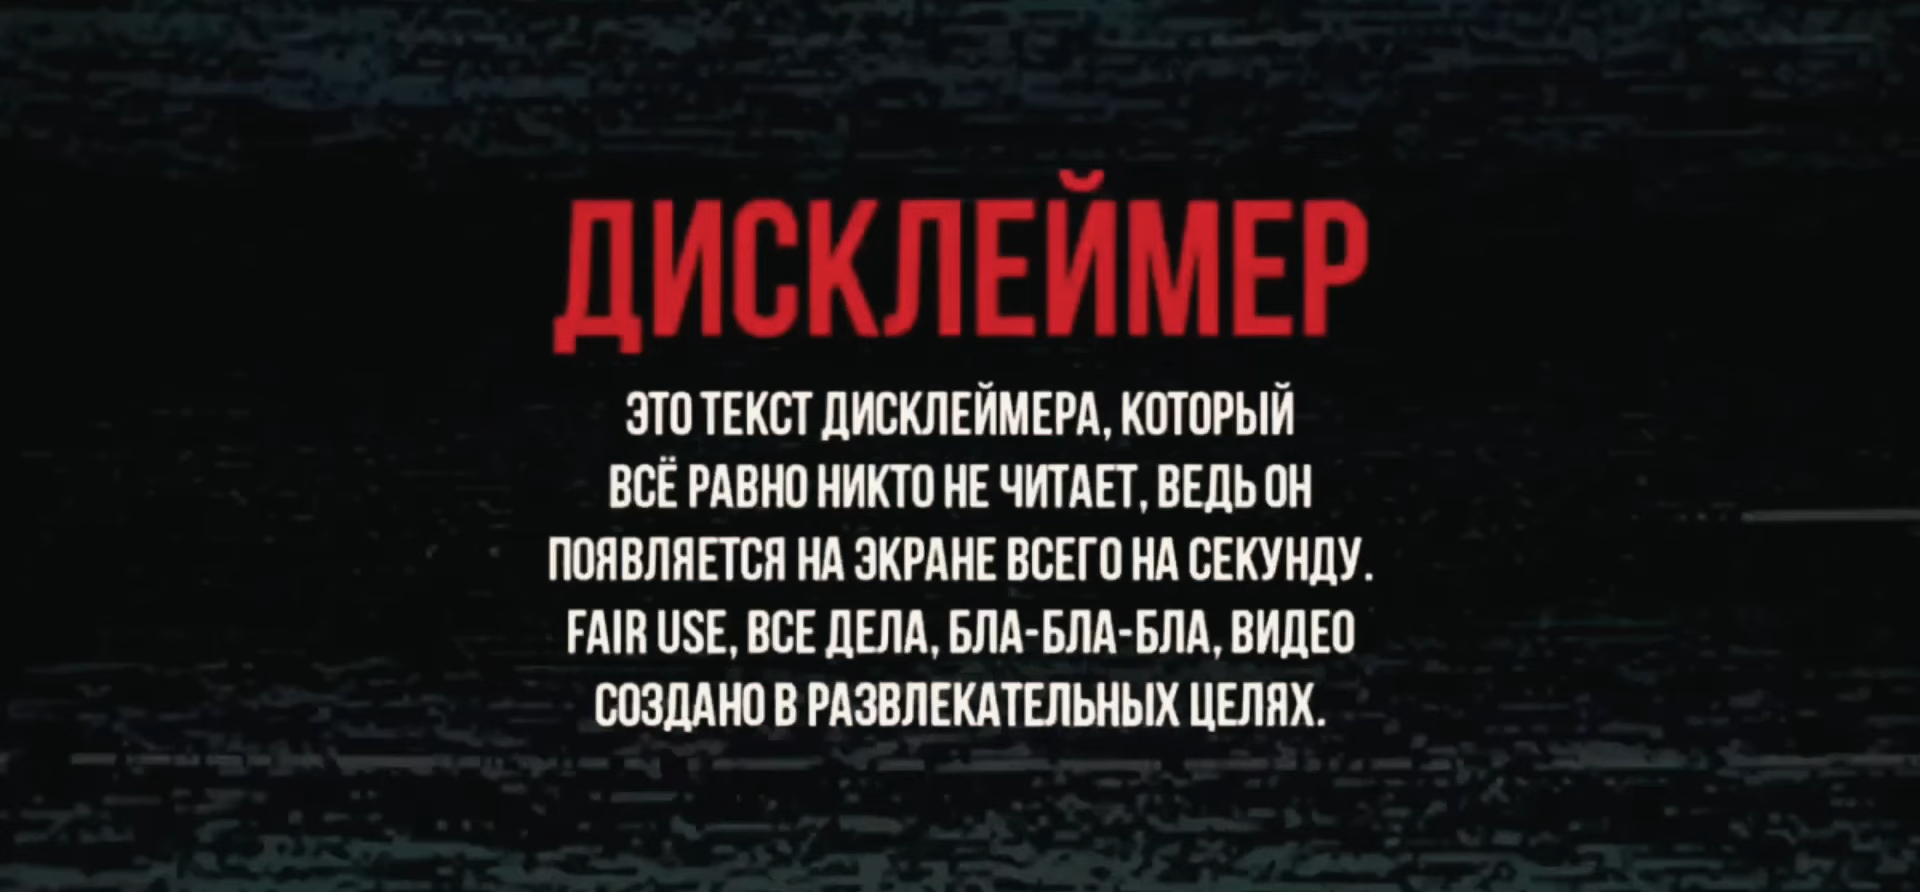 ДИСКЛЕЙМЕР
ЭТО ТЕКСТ ДИСКЛЕЙМЕРА, КОТОРЫЙ
ВСЁ РАВНО НИКТО НЕ ЧИТАЕТ, ВЕДЬ ОН
ПОЯВЛЯЕТСЯ НА ЭКРАНЕ ВСЕГО НА СЕКУНДУ.
FAIR USE, ВСЕ ДЕЛА, БЛА-БЛА-БЛА, ВИДЕО
СОЗДАНО В РАЗВЛЕКАТЕЛЬНЫХ ЦЕЛЯХ.